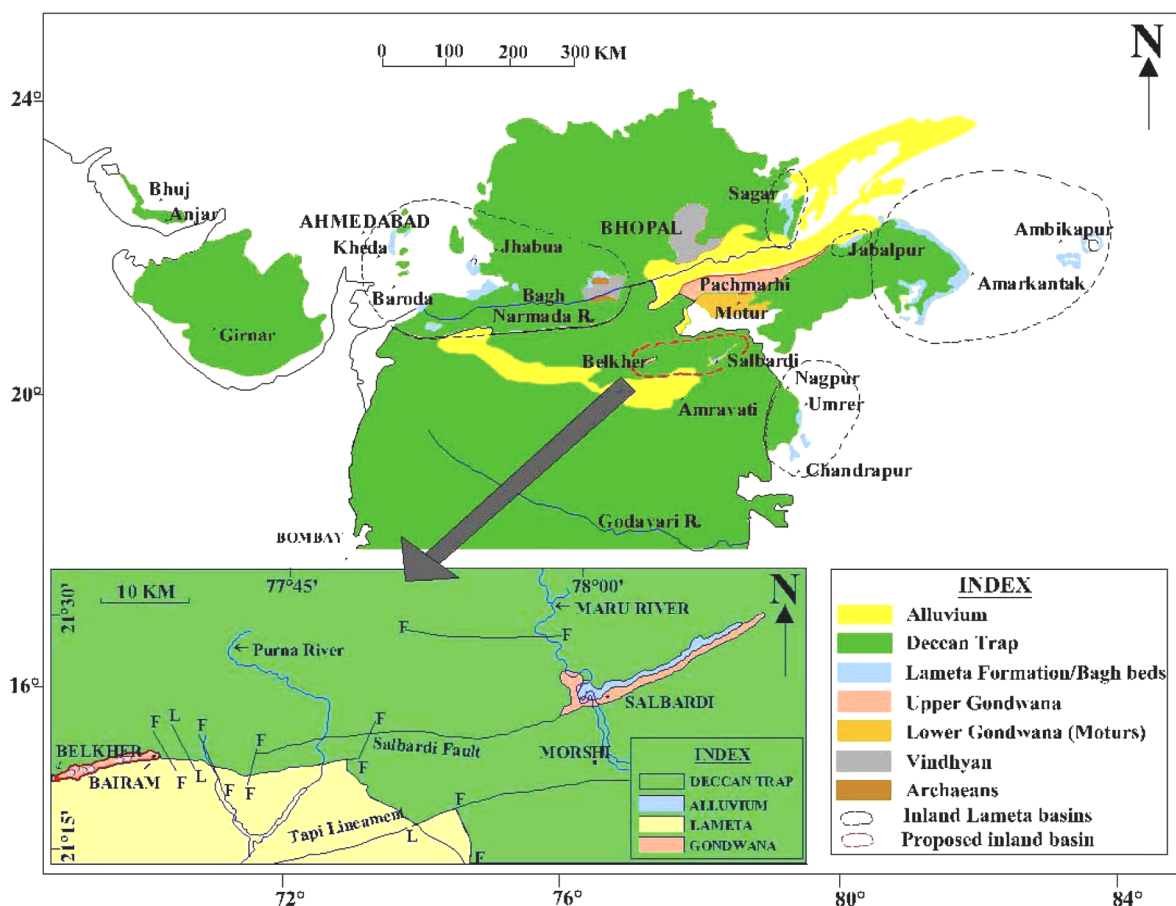 N
0 100 200 300 KM
24°
20°
16°
72°
76°
80°
84°
Bhuj
Anjar
AHMEDABAD
Kheda
Jhabua
BHOPAL
Sagar
Jabalpur
Ambikapur
Amarkantak
Baroda
Bagh
Narmada R.
Pachmarhi
Motur
Girnar
Belkher
Salbardi
Nagpur
Umrer
Amravati
Chandrapur
Godavari R.
BOMBAY
77°45'
78°00'
21°30'
21°15'
10 KM
N
MARU RIVER
Purna River
F
F
SALBARDI
F
L
F
F
F
Salbardi Fault
MORSHI
BELKHER
BAIRAM
F
L
F
F
F
F
Tapi Lineament
L
F
INDEX
DECCAN TRAP
ALLUVIUM
LAMETA
GONDWANA
INDEX
Alluvium
Deccan Trap
Lameta Formation/Bagh beds
Upper Gondwana
Lower Gondwana (Moturs)
Vindhyan
Archaeans
Inland Lameta basins
Proposed inland basin